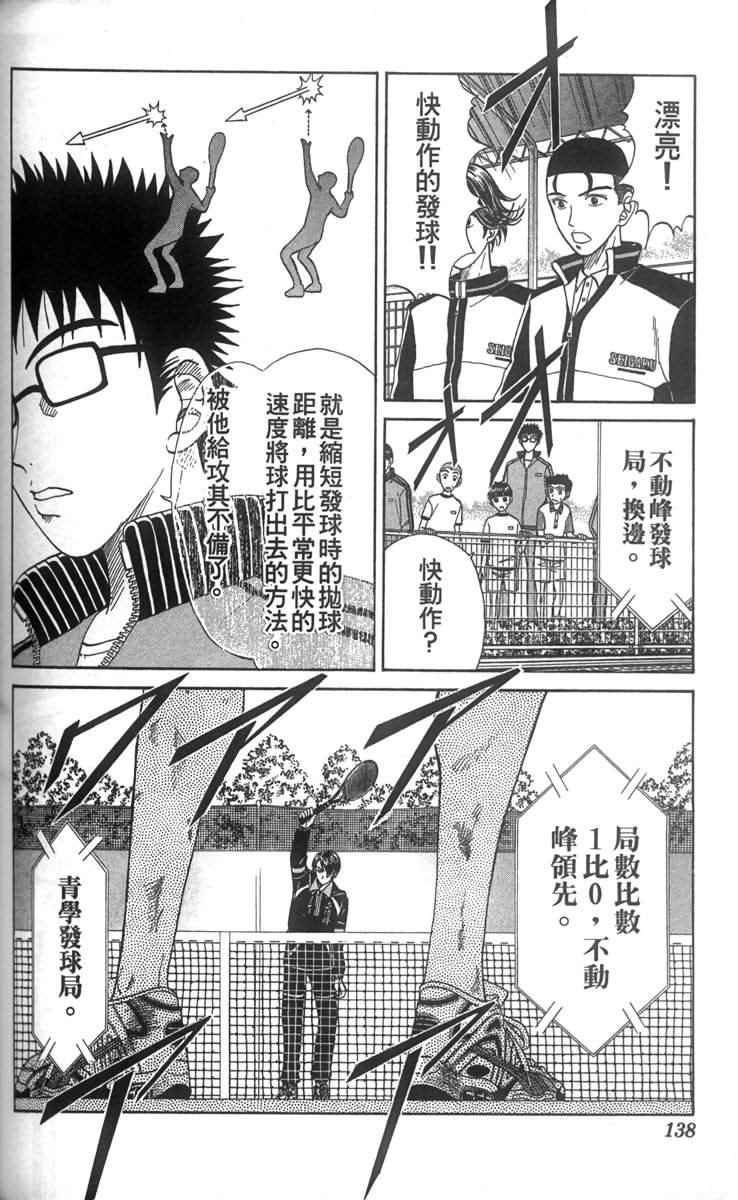 漂亮！
快動作的發球!!
SEIGAKU
SEIGAKU
不動峰發球
局，換邊。
快動作？
就是縮短發球時的拋球
距離，用比平常更快的
速度將球打出去的方法。
被他給攻其不備了。
局數比數
1比0，不動
峰領先。
青學發球局。
138